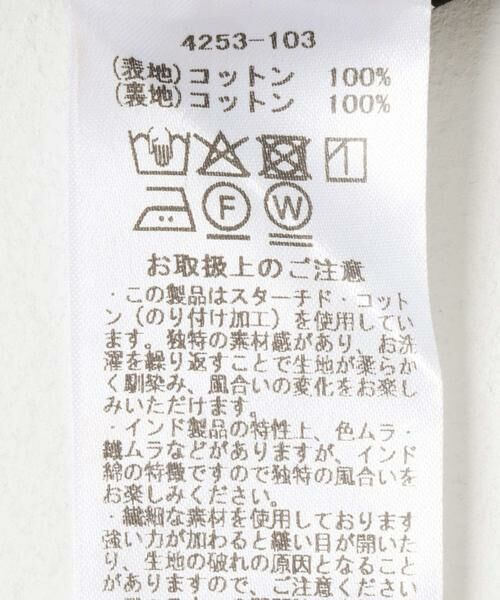 4253-103
(表地)コットン 100%
(裏地)コットン 100%
F W
お取扱上のご注意
・この製品はスターチド・コット
ン(のり付け加工)を使用してい
ます。独特の素材感があり、お洗
濯を繰り返すことで生地が柔らか
く馴染み、風合いの変化をお楽し
みいただけます。
・インド製品の特性上、色ムラ・
織ムラなどがありますが、インド
綿の特徴ですので独特の風合いを
お楽しみください。
・繊細な素材を使用しております
強い力が加わると縫い目が開いた
り、生地の破れの原因となること
がありますので、ご注意ください